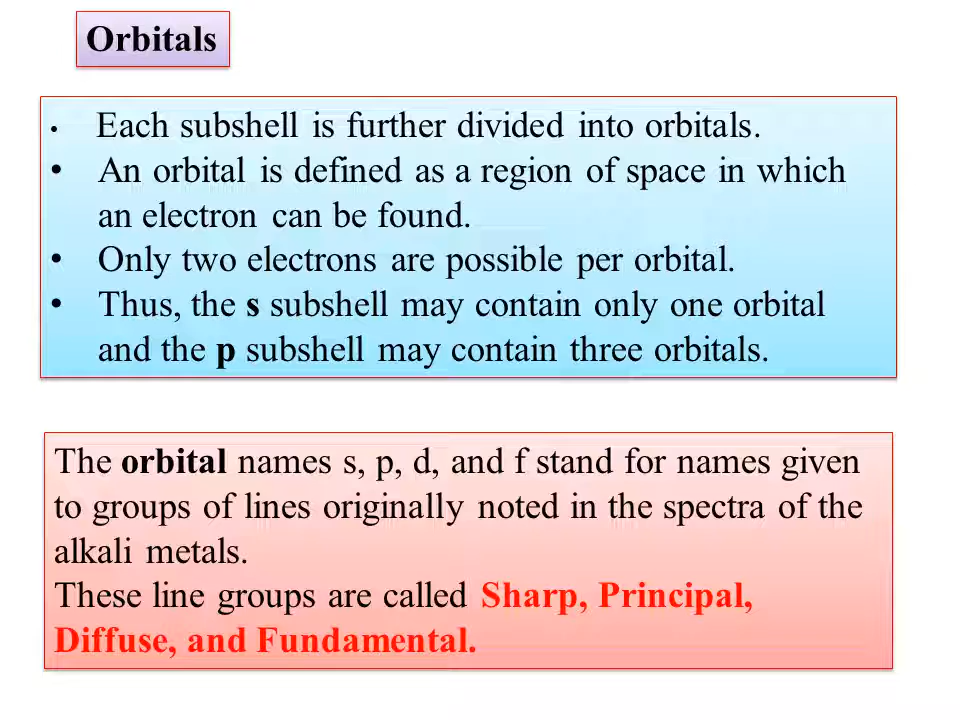 Orbitals
• Each subshell is further divided into orbitals.
• An orbital is defined as a region of space in which
an electron can be found.
• Only two electrons are possible per orbital.
• Thus, the s subshell may contain only one orbital
and the p subshell may contain three orbitals.
The orbital names s, p, d, and f stand for names given
to groups of lines originally noted in the spectra of the
alkali metals.
These line groups are called Sharp, Principal,
Diffuse, and Fundamental.